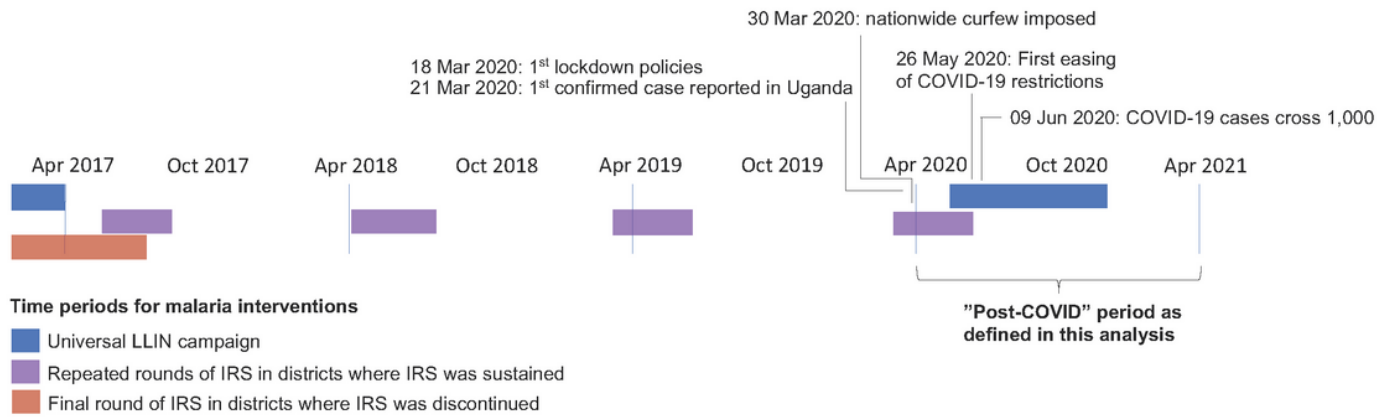 30 Mar 2020: nationwide curfew imposed
18 Mar 2020: 1st lockdown policies
21 Mar 2020: 1st confirmed case reported in Uganda
26 May 2020: First easing
of COVID-19 restrictions
09 Jun 2020: COVID-19 cases cross 1,000
Apr 2017 Oct 2017 Apr 2018 Oct 2018 Apr 2019 Oct 2019 Apr 2020 Oct 2020 Apr 2021
"Post-COVID" period as
defined in this analysis
Time periods for malaria interventions
Universal LLIN campaign
Repeated rounds of IRS in districts where IRS was sustained
Final round of IRS in districts where IRS was discontinued